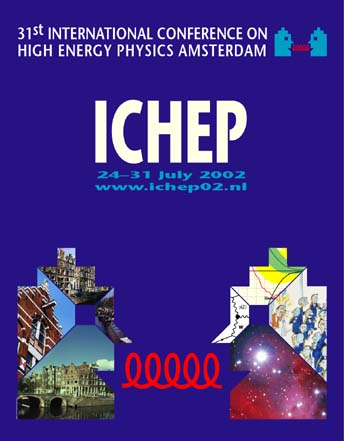 31st INTERNATIONAL CONFERENCE ON
HIGH ENERGY PHYSICS AMSTERDAM
ICHEP
24–31 July 2002
www.ichep02.nl